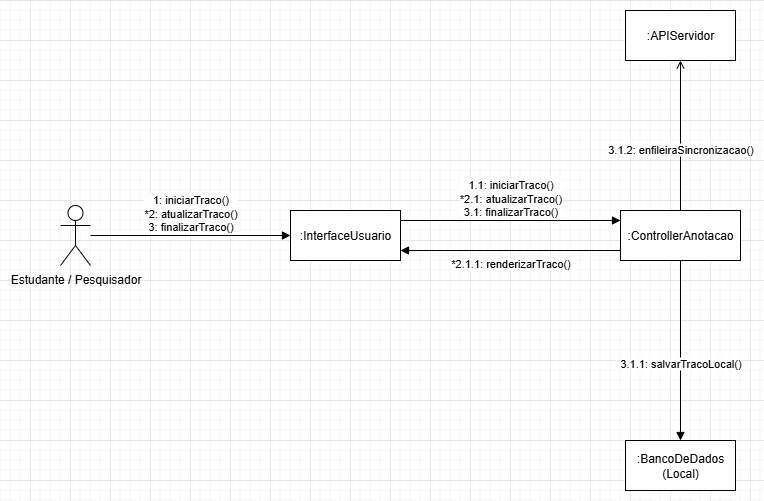 :APIServidor
3.1.2: enfileiraSincronizacao()
1: iniciarTraco()
*2: atualizarTraco()
3: finalizarTraco()
1.1: iniciarTraco()
*2.1: atualizarTraco()
3.1: finalizarTraco()
:InterfaceUsuario
:ControllerAnotacao
*2.1.1: renderizarTraco()
Estudante / Pesquisador
3.1.1: salvarTracoLocal()
:BancoDeDados
(Local)